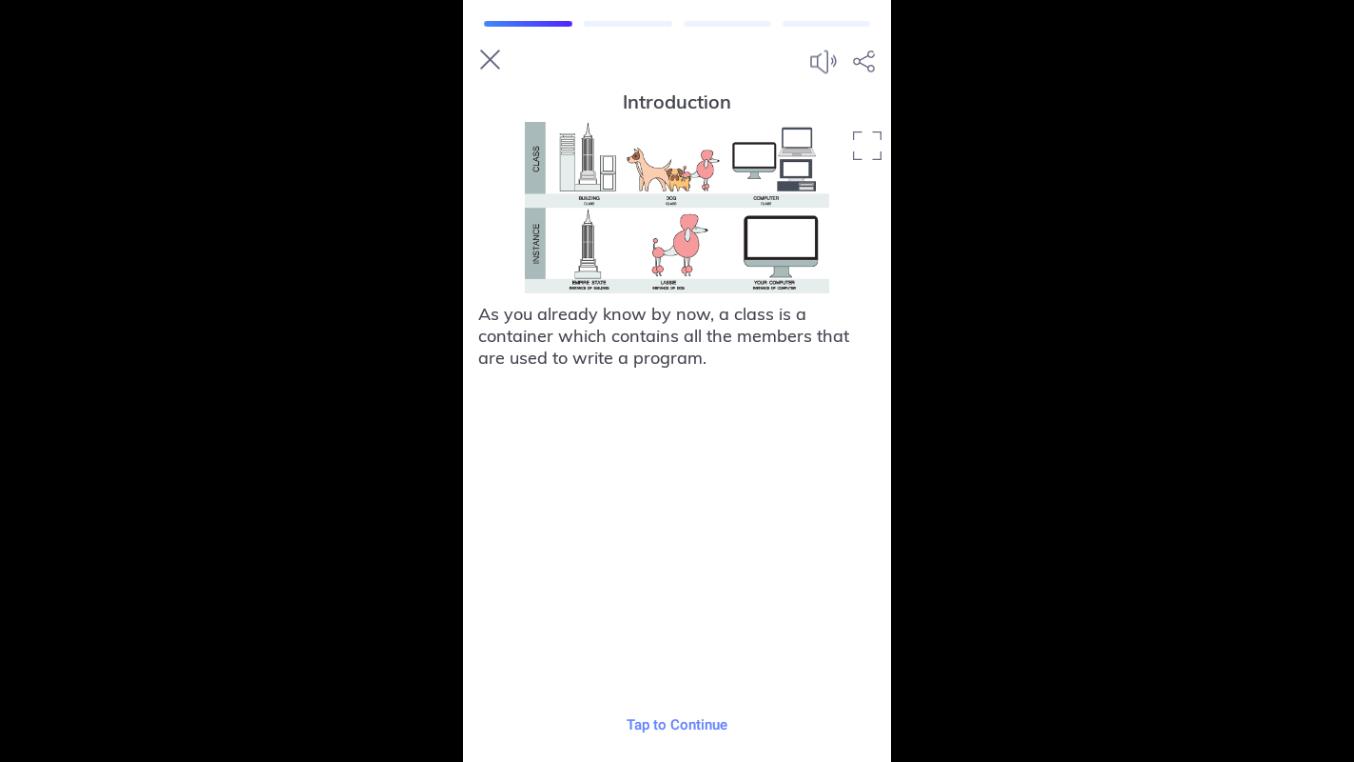 Introduction
CLASS
BUILDING
CLASS
DOG
CLASS
COMPUTER
CLASS
INSTANCE
EMPIRE STATE
INSTANCE OF BUILDING
LASSIE
INSTANCE OF DOG
YOUR COMPUTER
INSTANCE OF COMPUTER
As you already know by now, a class is a
container which contains all the members that
are used to write a program.
Tap to Continue